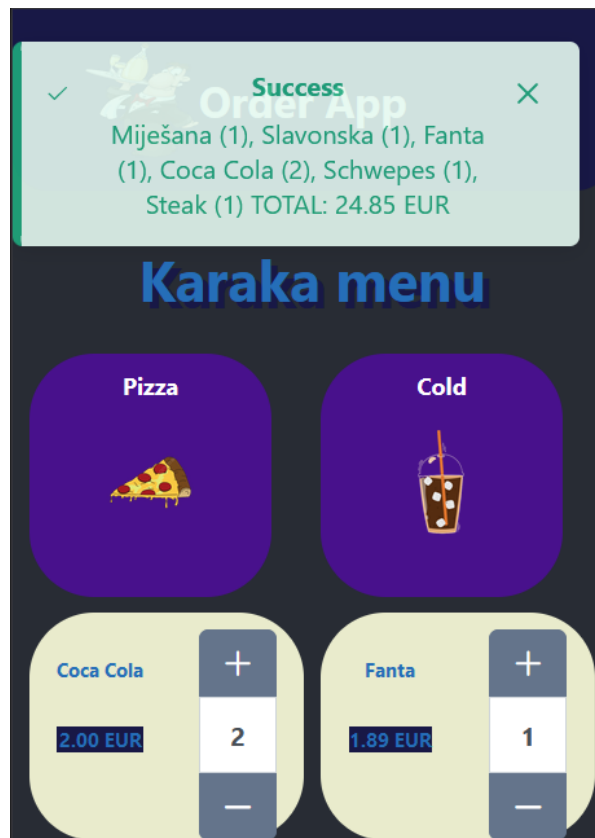 Order App
Success
Miješana (1), Slavonska (1), Fanta
(1), Coca Cola (2), Schwepes (1),
Steak (1) TOTAL: 24.85 EUR
Karaka menu
Pizza
Cold
Coca Cola
2.00 EUR
+
2
−
Fanta
1.89 EUR
+
1
−